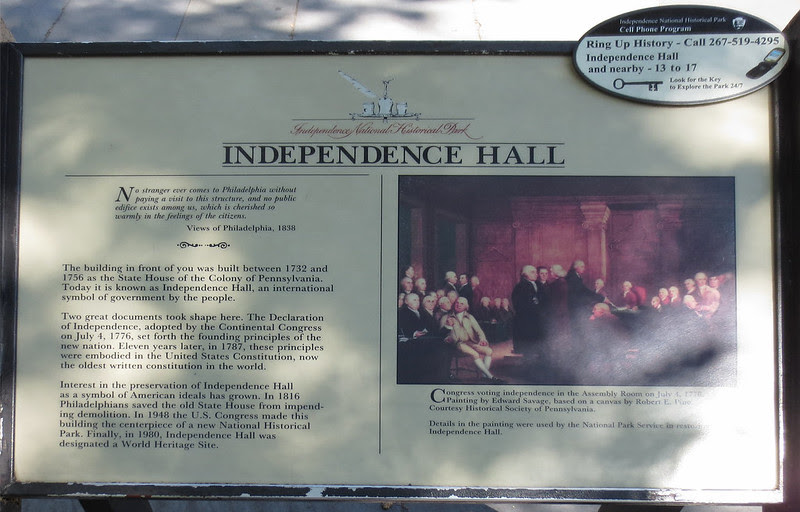 Independence National Historical Park
Cell Phone Program
Ring Up History - Call 267-519-4295
Independence Hall
and nearby - 13 to 17
Look for the Key
to Explore the Park 24/7
Independence National Historical Park
INDEPENDENCE HALL
No stranger ever comes to Philadelphia without
paying a visit to this structure, and no public
edifice exists among us, which is cherished so
warmly in the feelings of the citizens.
Views of Philadelphia, 1838
The building in front of you was built between 1732 and
1756 as the State House of the Colony of Pennsylvania.
Today it is known as Independence Hall, an international
symbol of government by the people.
Two great documents took shape here. The Declaration
of Independence, adopted by the Continental Congress
on July 4, 1776, set forth the founding principles of the
new nation. Eleven years later, in 1787, these principles
were embodied in the United States Constitution, now
the oldest written constitution in the world.
Interest in the preservation of Independence Hall
as a symbol of American ideals has grown. In 1816
Philadelphians saved the old State House from impend-
ing demolition. In 1948 the U.S. Congress made this
building the centerpiece of a new National Historical
Park. Finally, in 1980, Independence Hall was
designated a World Heritage Site.
Congress voting independence in the Assembly Room on July 4, 1776.
Painting by Edward Savage, based on a canvas by Robert E. Pine
Courtesy Historical Society of Pennsylvania.
Details in the painting were used by the National Park Service in
Independence Hall.